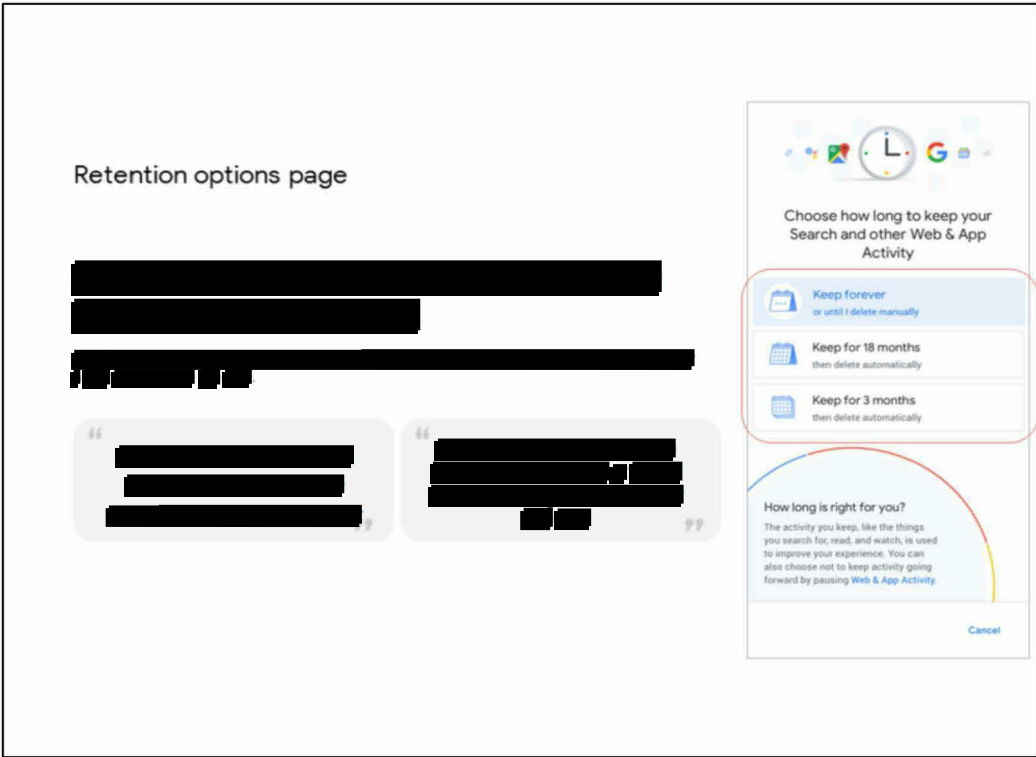 Retention options page
Choose how long to keep your
Search and other Web & App
Activity
Keep forever
or until I delete manually
Keep for 18 months
then delete automatically
Keep for 3 months
then delete automatically
How long is right for you?
The activity you keep, like the things
you search for, read, and watch, is used
to improve your experience. You can
also choose not to keep activity going
forward by pausing Web & App Activity.
Cancel